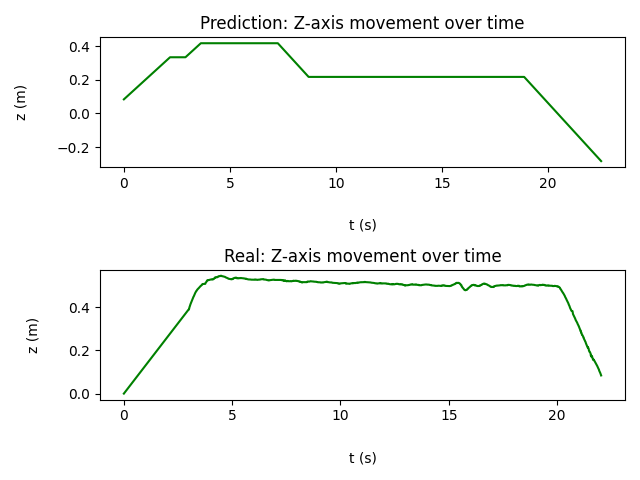 Prediction: Z-axis movement over time
0.4
0.2
0.0
−0.2
z (m)
0 5 10 15 20
t (s)
Real: Z-axis movement over time
0.4
0.2
0.0
z (m)
0 5 10 15 20
t (s)